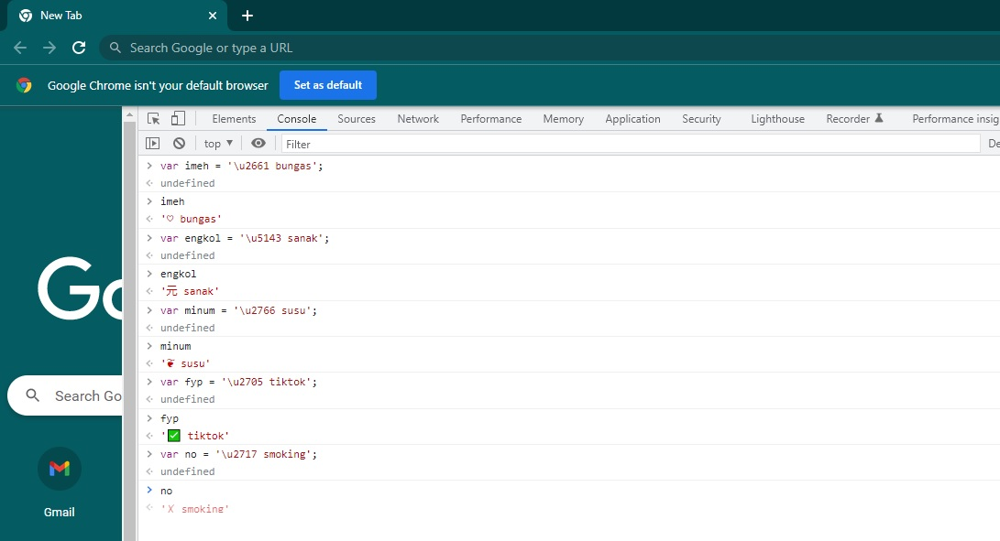 New Tab
Search Google or type a URL
Google Chrome isn't your default browser Set as default
Elements Console Sources Network Performance Memory Application Security Lighthouse Recorder Performance insig
top ▼ Filter De
> var imeh = '\u2661 bungas';
<· undefined
> imeh
<· '♡ bungas'
> var engkol = '\u5143 sanak';
<· undefined
> engkol
<· '元 sanak'
> var minum = '\u2766 susu';
<· undefined
> minum
<· '❦ susu'
> var fyp = '\u2705 tiktok';
<· undefined
> fyp
<· '✅ tiktok'
> var no = '\u2717 smoking';
<· undefined
> no
<· '✗ smoking'
Go
Search Go
Gmail